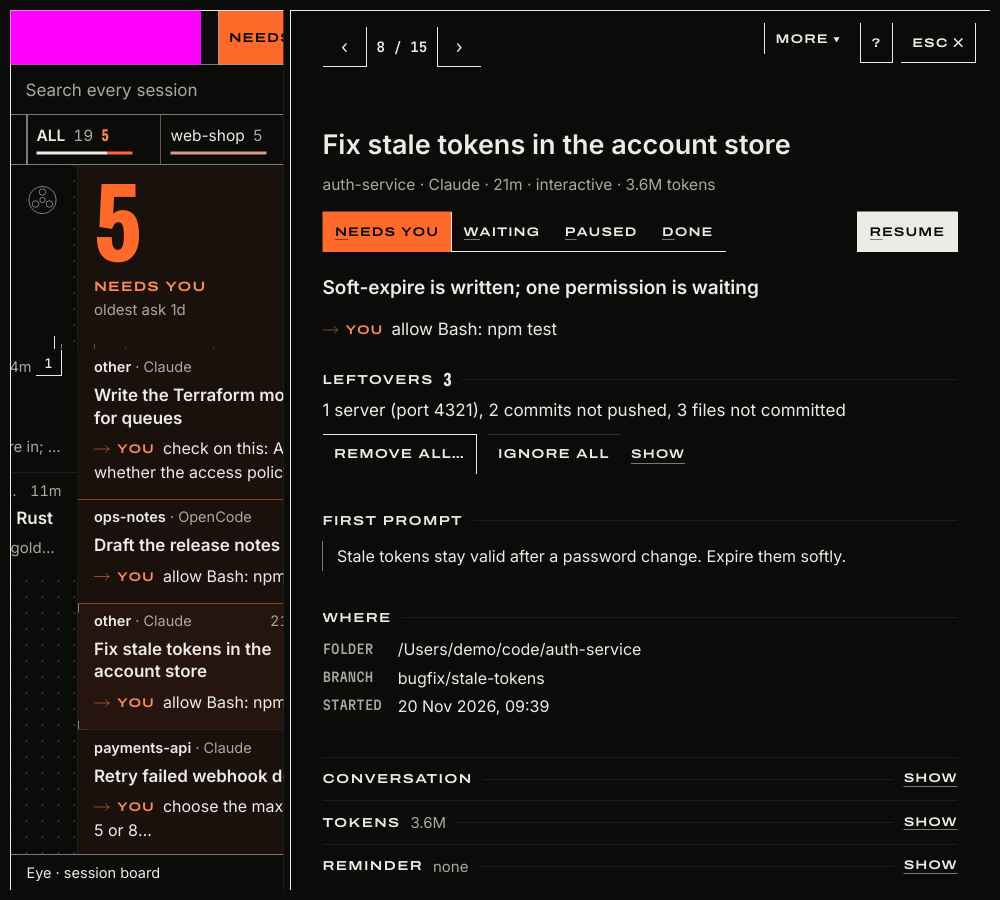 NEEDS
Search every session
ALL 19 5
web-shop 5
5
NEEDS YOU
oldest ask 1d
4m 1
other · Claude
Write the Terraform mo
for queues
→ YOU check on this: A
whether the access polic
re in; ...
. 11m
Rust
gold...
ops-notes · OpenCode
Draft the release notes
→ YOU allow Bash: npm
other · Claude 21
Fix stale tokens in the
account store
→ YOU allow Bash: npm
payments-api · Claude
Retry failed webhook d
→ YOU choose the max
5 or 8...
Eye · session board
‹ 8 / 15 ›
MORE ▾
?
ESC ✕
Fix stale tokens in the account store
auth-service · Claude · 21m · interactive · 3.6M tokens
NEEDS YOU WAITING PAUSED DONE
RESUME
Soft-expire is written; one permission is waiting
→ YOU allow Bash: npm test
LEFTOVERS 3
1 server (port 4321), 2 commits not pushed, 3 files not committed
REMOVE ALL... IGNORE ALL SHOW
FIRST PROMPT
Stale tokens stay valid after a password change. Expire them softly.
WHERE
FOLDER /Users/demo/code/auth-service
BRANCH bugfix/stale-tokens
STARTED 20 Nov 2026, 09:39
CONVERSATION SHOW
TOKENS 3.6M SHOW
REMINDER none SHOW